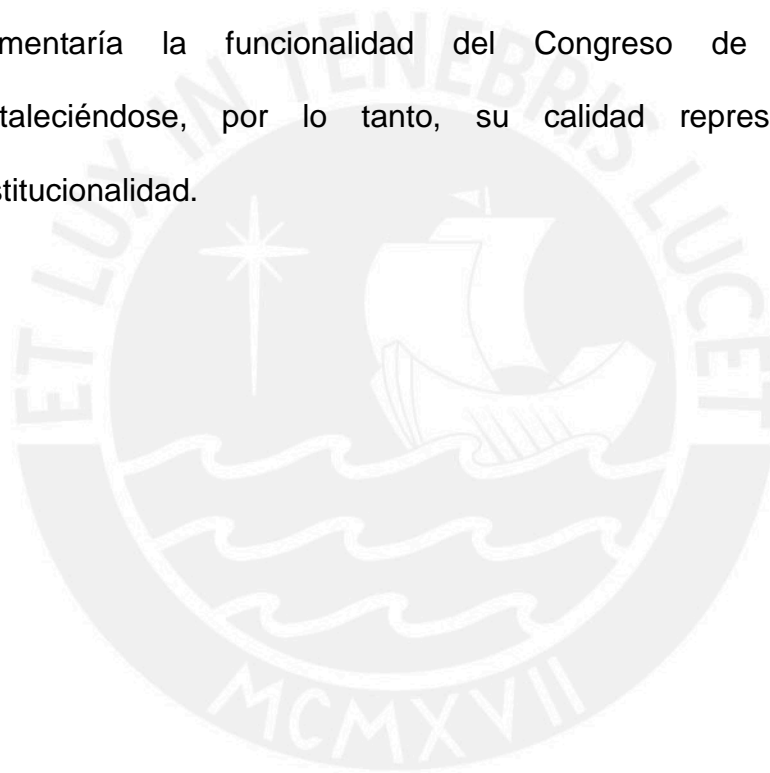 mentaría la funcionalidad del Congreso de
taleciéndose, por lo tanto, su calidad repres
stitucionalidad.
ET LUX IN TENEBRIS LUCET
MCMXVII